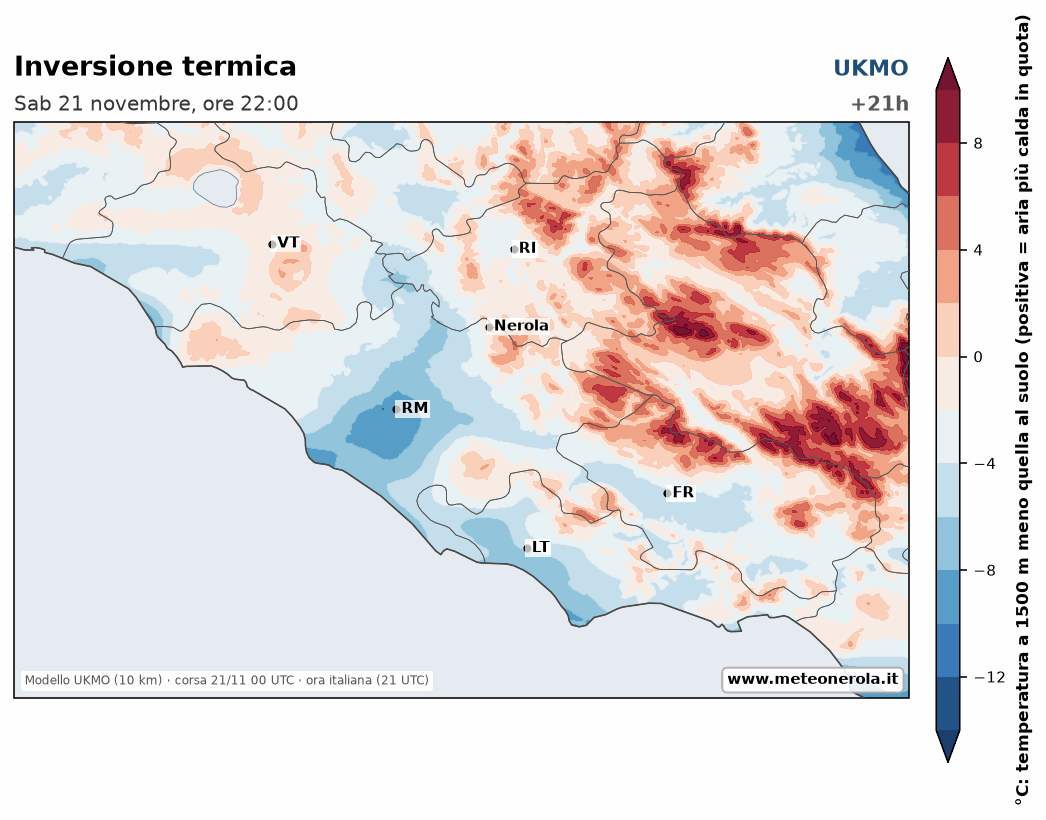 Inversione termica
UKMO
Sab 21 novembre, ore 22:00
+21h
VT
RI
Nerola
RM
FR
LT
Modello UKMO (10 km) · corsa 21/11 00 UTC · ora italiana (21 UTC)
www.meteonerola.it
8
4
0
−4
−8
−12
°C: temperatura a 1500 m meno quella al suolo (positiva = aria più calda in quota)